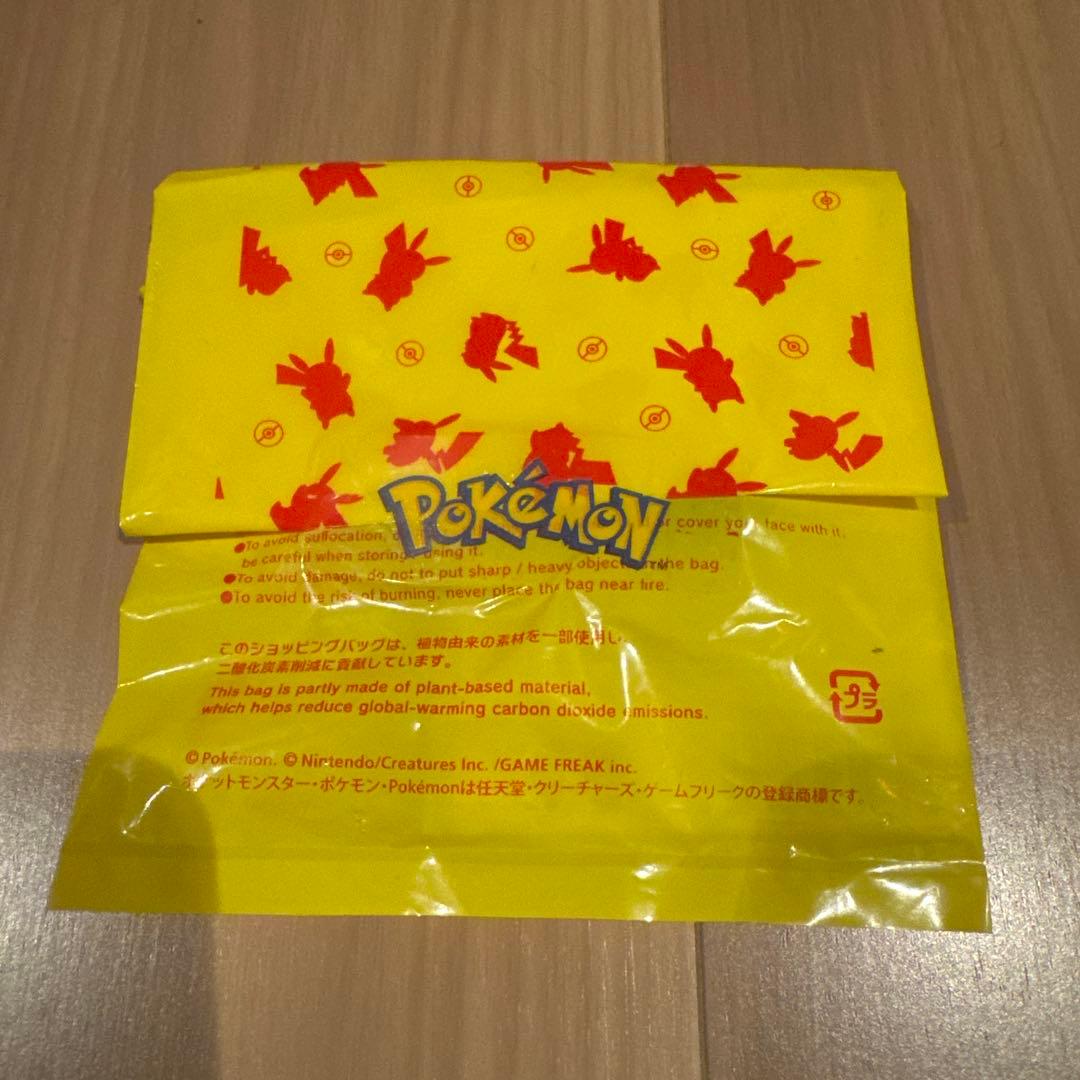 POKéMON
TM
●To avoid suffocation, or cover your face with it.
be careful when storing using it.
●To avoid damage, do not to put sharp / heavy object in the bag.
●To avoid the risk of burning, never place the bag near fire.
このショッピングバッグは、植物由来の素材を一部使用し
二酸化炭素削減に貢献しています。
This bag is partly made of plant-based material,
which helps reduce global-warming carbon dioxide emissions.
プラ
©Pokémon. ©Nintendo/Creatures Inc. /GAME FREAK inc.
ポケットモンスター・ポケモン・Pokémonは任天堂・クリーチャーズ・ゲームフリークの登録商標です。